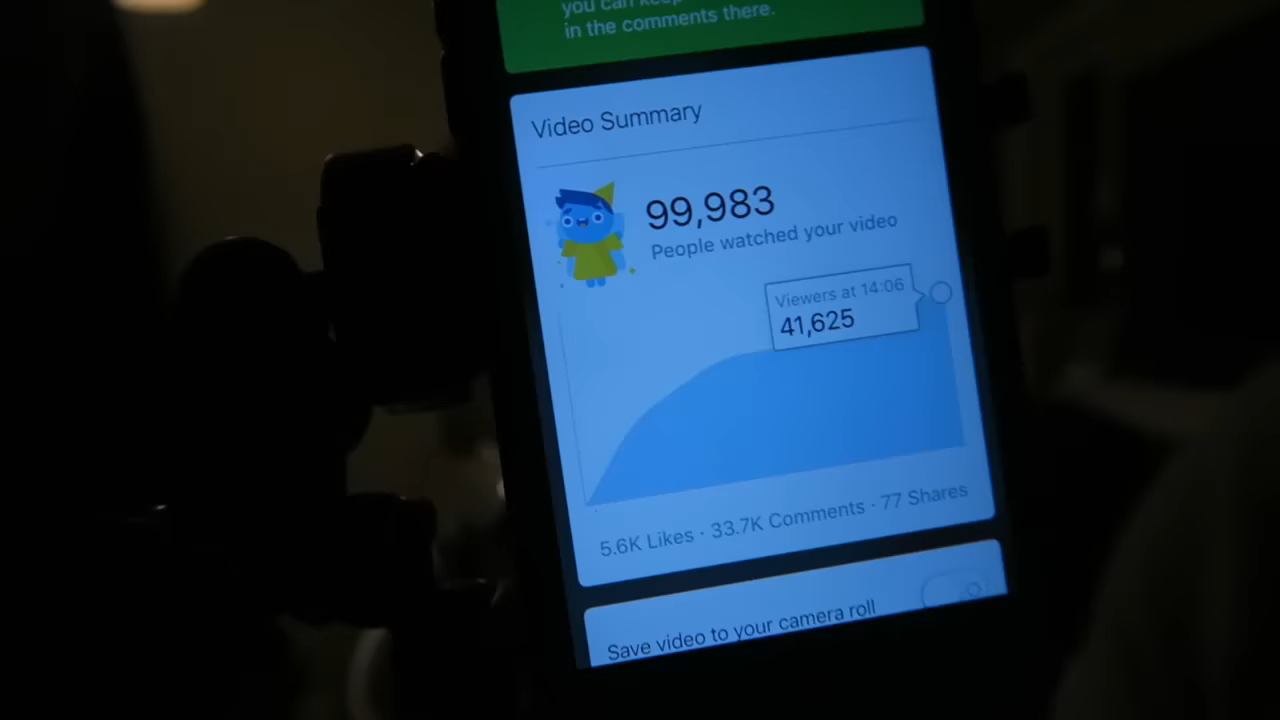 you can keep
in the comments there.
Video Summary
99,983
People watched your video
Viewers at 14:06
41,625
5.6K Likes · 33.7K Comments · 77 Shares
Save video to your camera roll